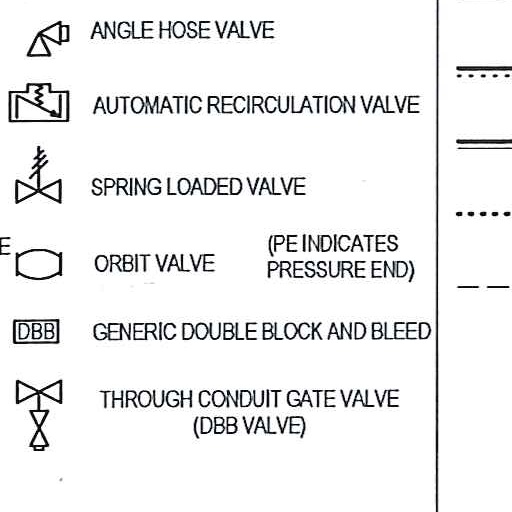 ANGLE HOSE VALVE
AUTOMATIC RECIRCULATION VALVE
SPRING LOADED VALVE
E
ORBIT VALVE (PE INDICATES
PRESSURE END)
DBB GENERIC DOUBLE BLOCK AND BLEED
THROUGH CONDUIT GATE VALVE
(DBB VALVE)